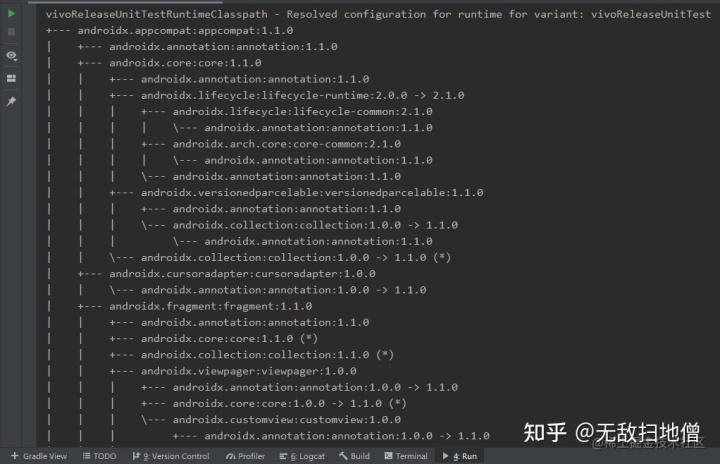 vivoReleaseUnitTestRuntimeClasspath - Resolved configuration for runtime for variant: vivoReleaseUnitTest
+--- androidx.appcompat:appcompat:1.1.0
|    +--- androidx.annotation:annotation:1.1.0
|    +--- androidx.core:core:1.1.0
|    |    +--- androidx.annotation:annotation:1.1.0
|    |    +--- androidx.lifecycle:lifecycle-runtime:2.0.0 -> 2.1.0
|    |    |    +--- androidx.lifecycle:lifecycle-common:2.1.0
|    |    |    |    \--- androidx.annotation:annotation:1.1.0
|    |    |    +--- androidx.arch.core:core-common:2.1.0
|    |    |    |    \--- androidx.annotation:annotation:1.1.0
|    |    |    \--- androidx.annotation:annotation:1.1.0
|    |    +--- androidx.versionedparcelable:versionedparcelable:1.1.0
|    |    |    +--- androidx.annotation:annotation:1.1.0
|    |    |    \--- androidx.collection:collection:1.0.0 -> 1.1.0
|    |    |         \--- androidx.annotation:annotation:1.1.0
|    |    \--- androidx.collection:collection:1.0.0 -> 1.1.0 (*)
|    +--- androidx.cursoradapter:cursoradapter:1.0.0
|    |    \--- androidx.annotation:annotation:1.0.0 -> 1.1.0
|    +--- androidx.fragment:fragment:1.1.0
|    |    +--- androidx.annotation:annotation:1.1.0
|    |    +--- androidx.core:core:1.1.0 (*)
|    |    +--- androidx.collection:collection:1.1.0 (*)
|    |    +--- androidx.viewpager:viewpager:1.0.0
|    |    |    +--- androidx.annotation:annotation:1.0.0 -> 1.1.0
|    |    |    +--- androidx.core:core:1.0.0 -> 1.1.0 (*)
|    |    |    \--- androidx.customview:customview:1.0.0
|    |    |         +--- androidx.annotation:annotation:1.0.0 -> 1.1.0
知乎 @无敌扫地僧
@稀土掘金技术社区
Gradle View TODO 9: Version Control Profiler 6: Logcat Build Terminal 4: Run